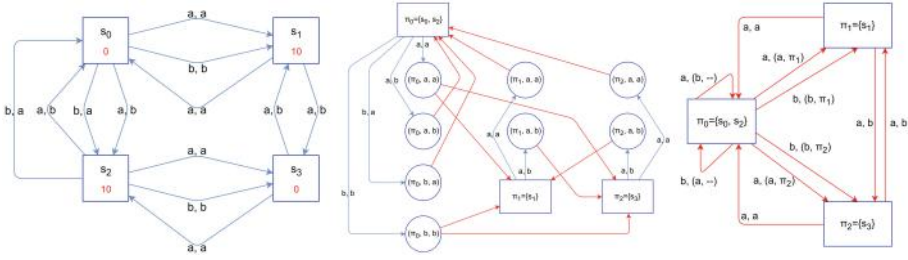 a, a
s0
0
s1
10
b, b
b, a
a, b
b, a
a, b
a, a
a, b
a, b
a, a
s2
10
s3
0
b, b
a, a
π0={s0, s2}
a, a
a, b
(π0, a, a)
(π1, a, a)
(π2, a, a)
b, a
(π0, a, b)
a, a
(π1, a, b)
(π2, a, b)
a, a
b, b
(π0, b, a)
a, b
a, b
π1={s1}
π2={s3}
(π0, b, b)
a, a
π1={s1}
a, (b, --)
a, (a, π1)
b, (b, π1)
π0={s0, s2}
a, b
a, b
b, (b, π2)
b, (a, --)
a, (a, π2)
a, a
π2={s3}